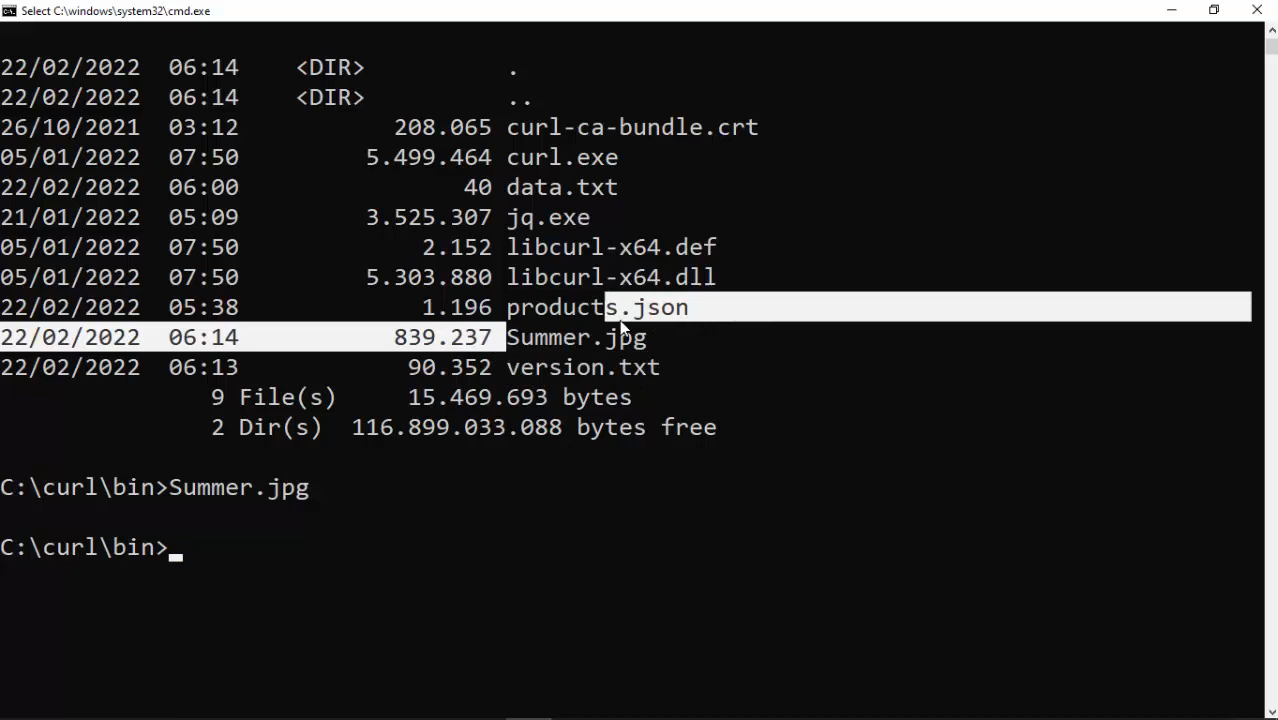 Select C:\windows\system32\cmd.exe
22/02/2022  06:14    <DIR>          .
22/02/2022  06:14    <DIR>          ..
26/10/2021  03:12           208.065 curl-ca-bundle.crt
05/01/2022  07:50         5.499.464 curl.exe
22/02/2022  06:00                40 data.txt
21/01/2022  05:09         3.525.307 jq.exe
05/01/2022  07:50             2.152 libcurl-x64.def
05/01/2022  07:50         5.303.880 libcurl-x64.dll
22/02/2022  05:38             1.196 products.json
22/02/2022  06:14           839.237 Summer.jpg
22/02/2022  06:13            90.352 version.txt
               9 File(s)     15.469.693 bytes
               2 Dir(s)  116.899.033.088 bytes free
C:\curl\bin>Summer.jpg
C:\curl\bin>